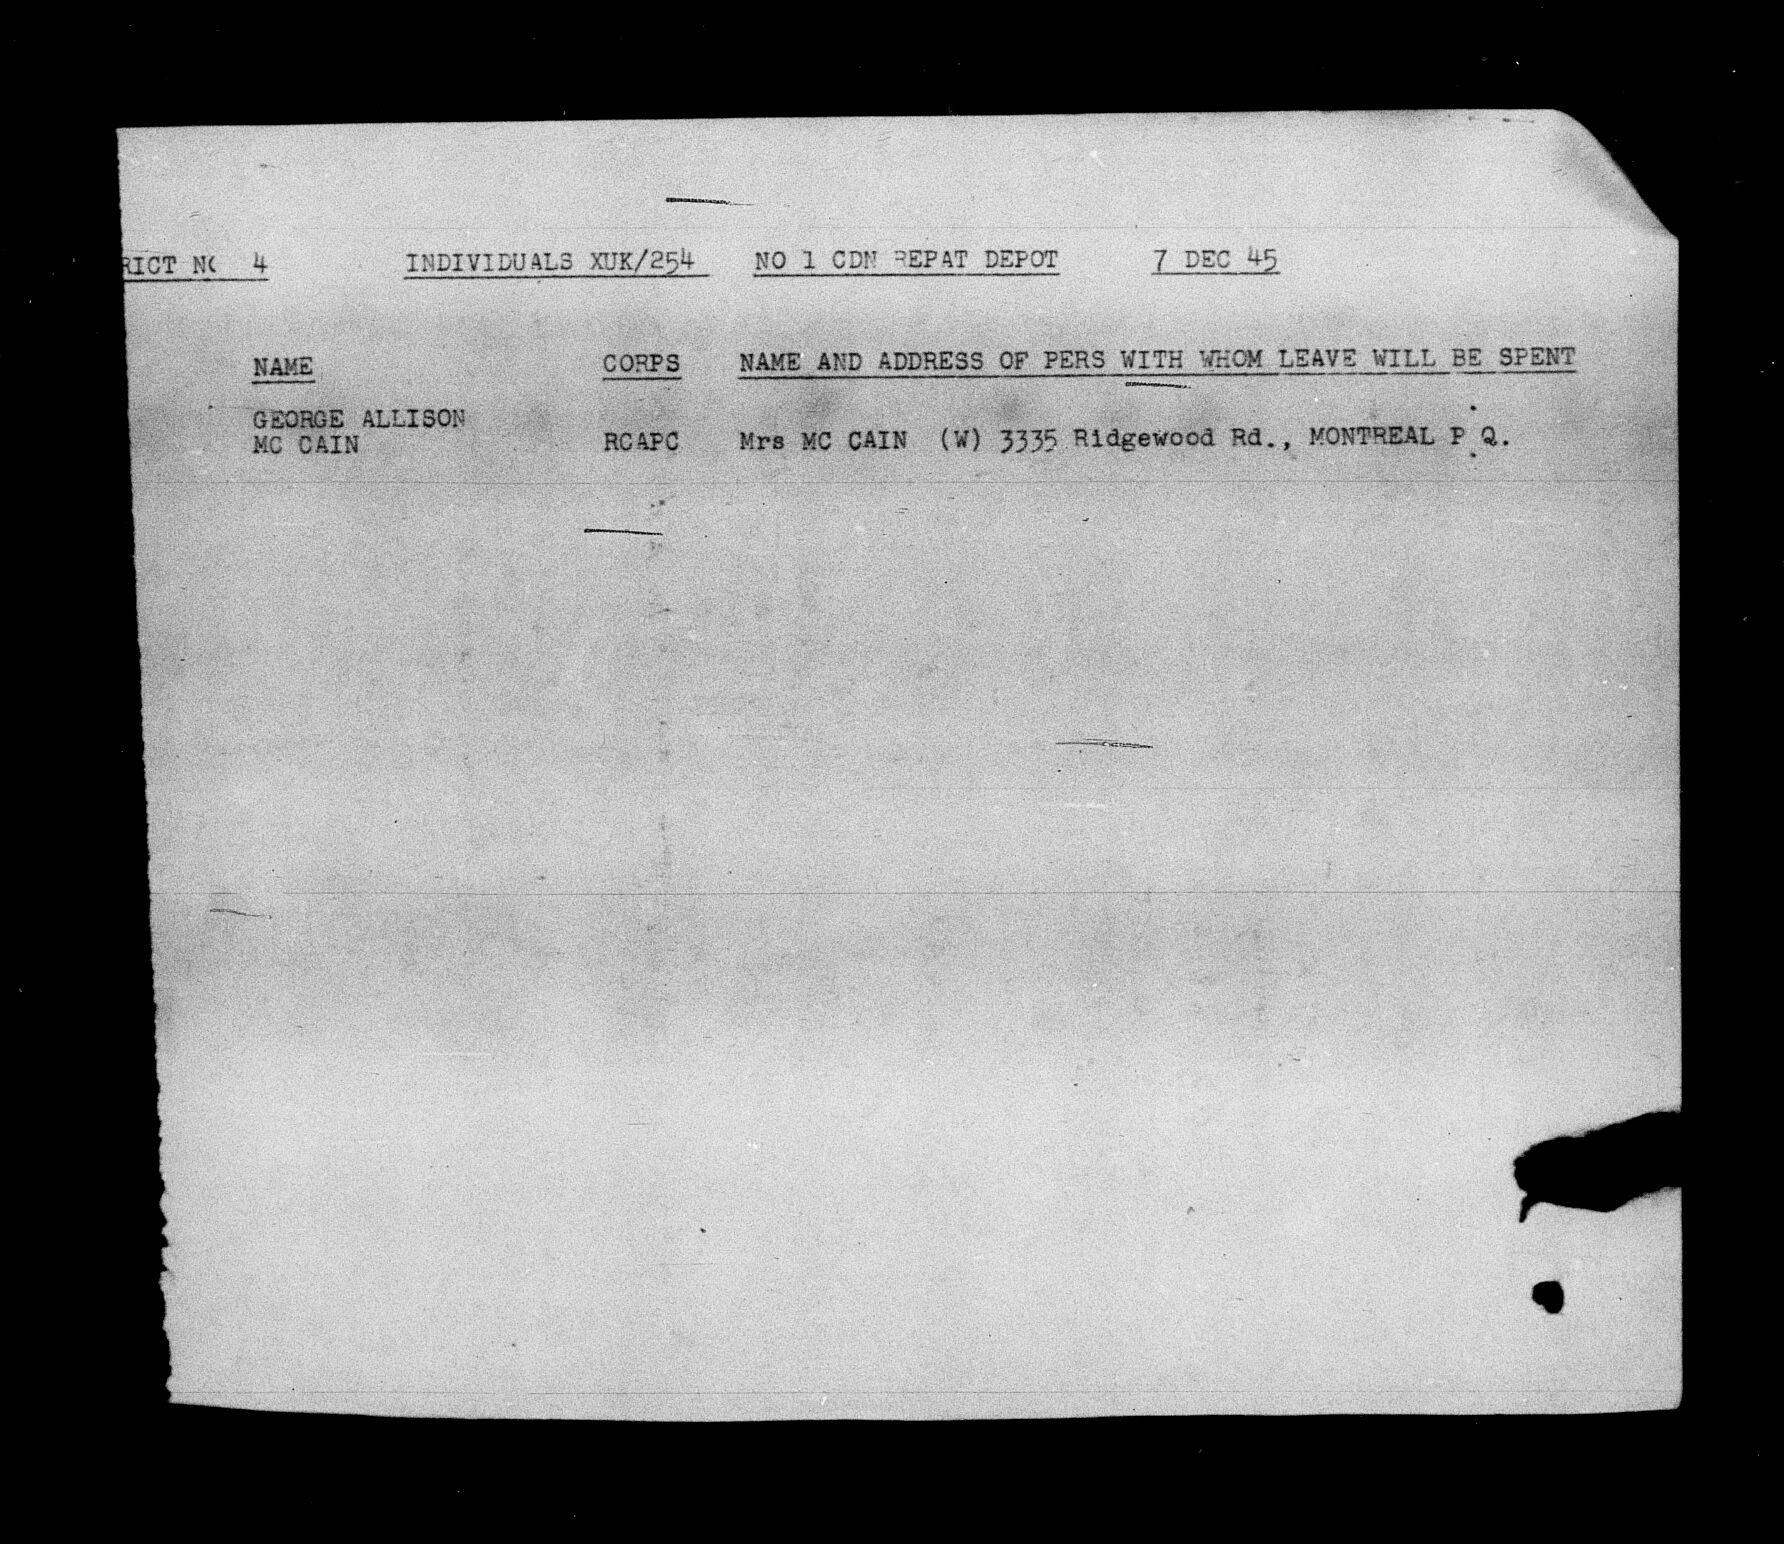 RICT NO 4 INDIVIDUALS XUK/254 NO 1 CDN REPAT DEPOT 7 DEC 45
NAME CORPS NAME AND ADDRESS OF PERS WITH WHOM LEAVE WILL BE SPENT
GEORGE ALLISON
MC CAIN RCAPC Mrs MC CAIN (W) 3335 Ridgewood Rd., MONTREAL P Q.